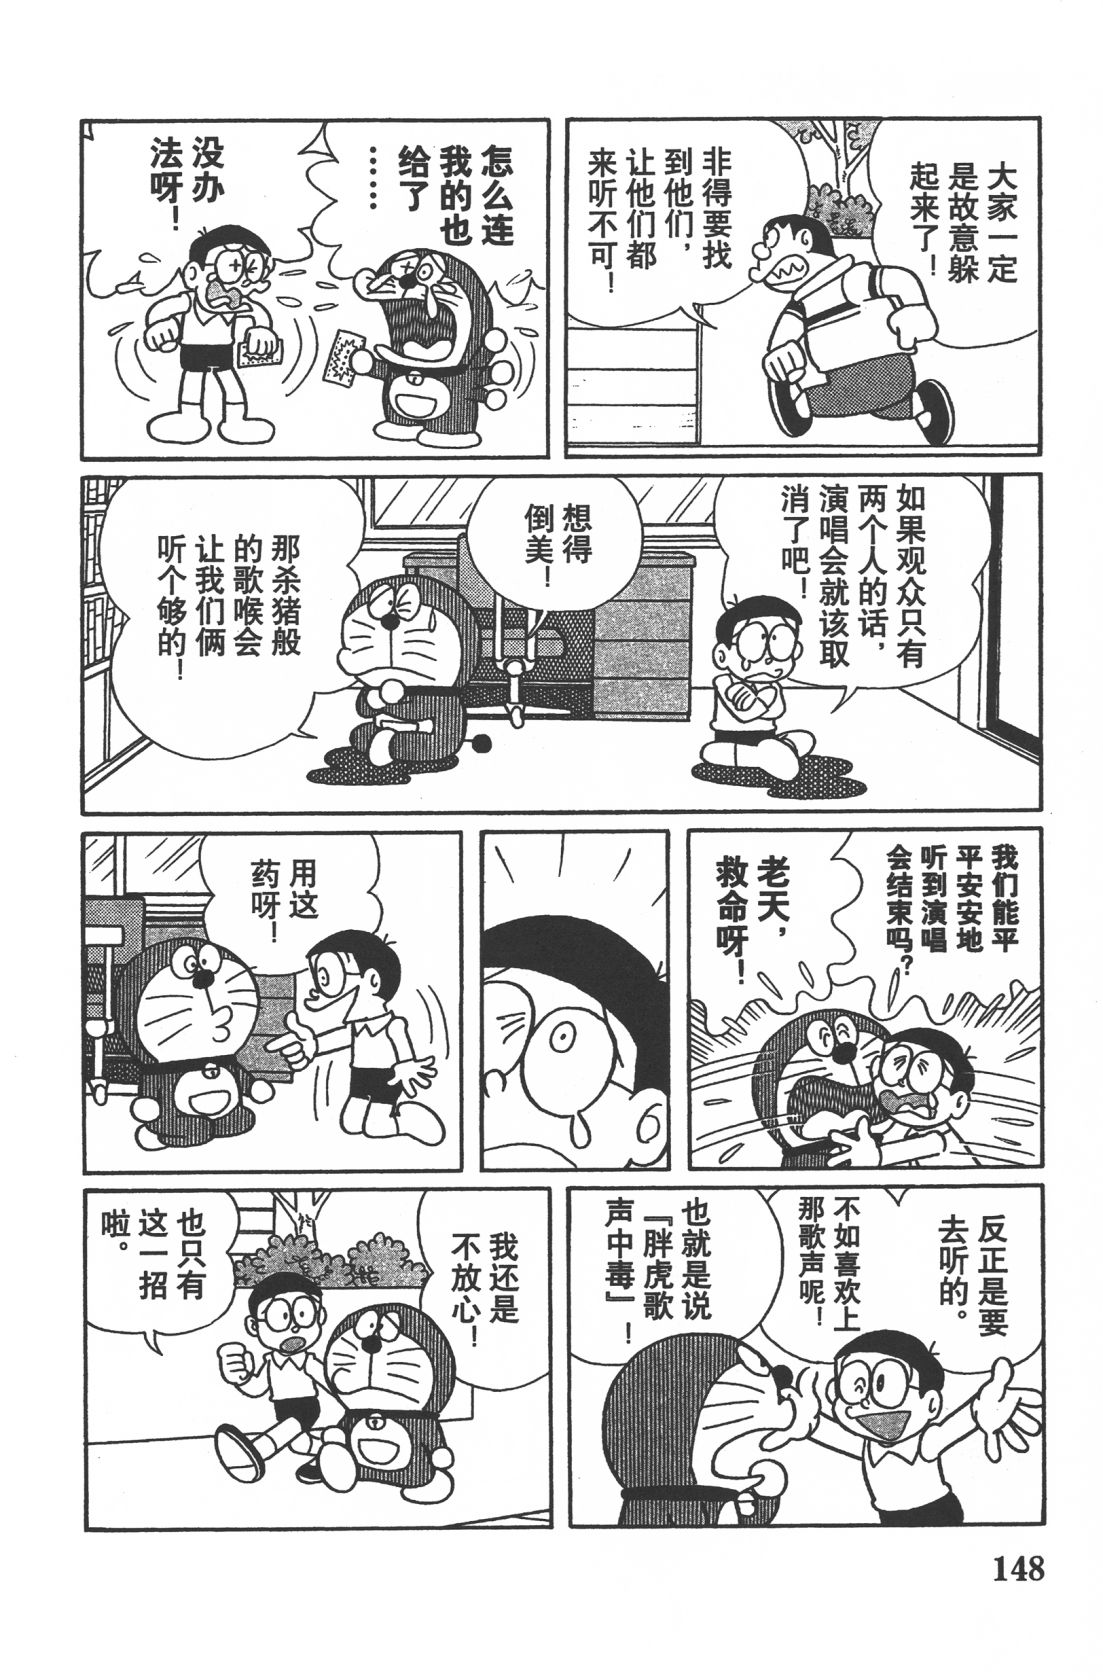 大家一定
是故意躲
起来了！
非得要找
到他们，
让他们都
来听不可！
怎么连
我的也
给了
……
没办
法呀！
如果观众只有
两个人的话，
演唱会就该取
消了吧！
想得
倒美！
那杀猪般
的歌喉会
让我们俩
听个够的！
我们能平
平安安地
听到演唱
会结束吗？
老天，
救命呀！
用这
药呀！
反正是要
去听的。
不如喜欢上
那歌声呢！
也就是说
『胖虎歌
声中毒』！
我还是
不放心！
也只有
这一招
啦。
148